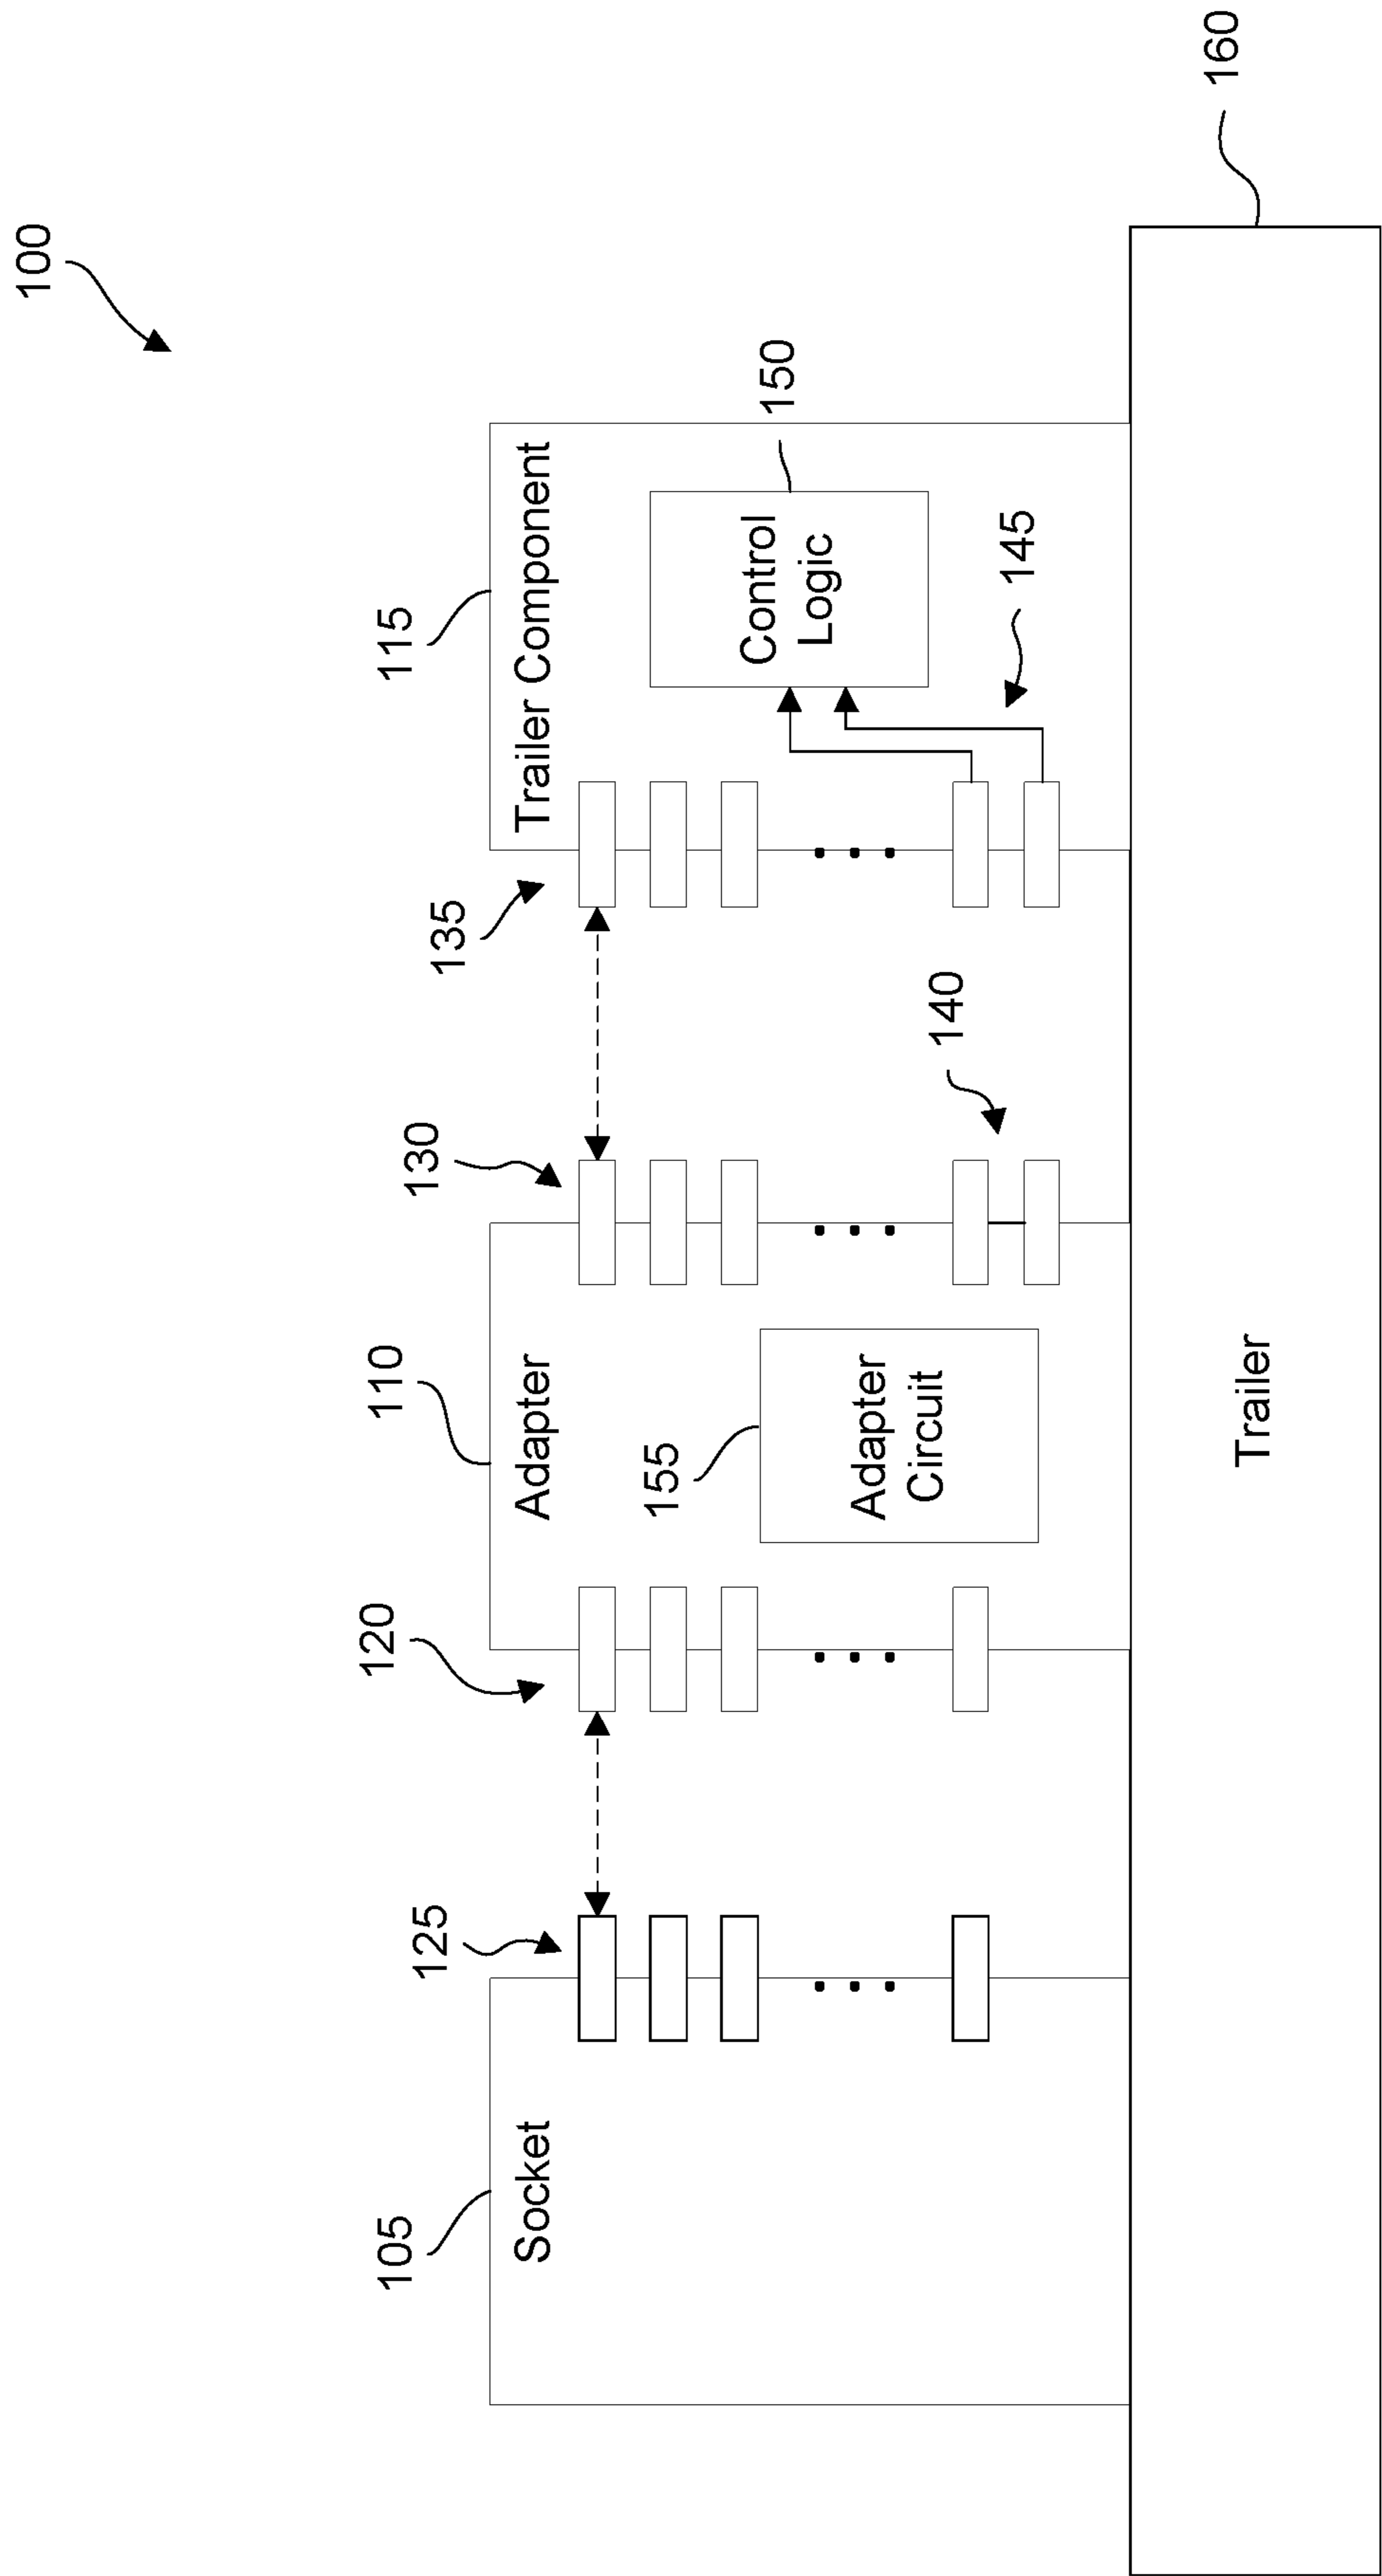 100
105
Socket
125
120
110
Adapter
155
Adapter
Circuit
130
140
135
115
Trailer Component
150
Control
Logic
145
Trailer
160